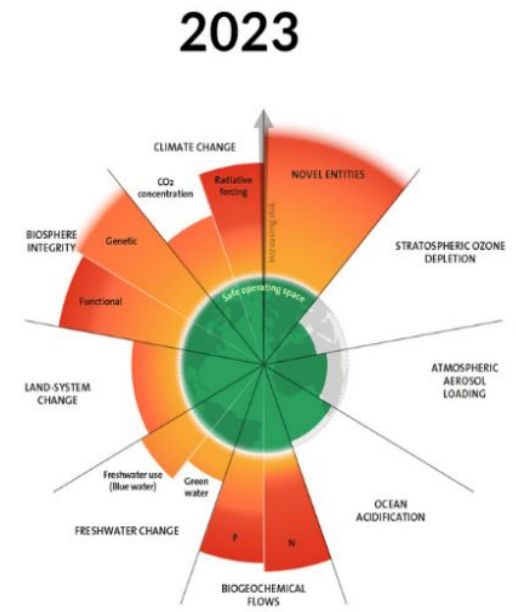 2023
CLIMATE CHANGE
CO2
concentration
Radiative
forcing
NOVEL ENTITIES
Increasing risk
BIOSPHERE
INTEGRITY
Genetic
STRATOSPHERIC OZONE
DEPLETION
Functional
Safe operating space
LAND-SYSTEM
CHANGE
ATMOSPHERIC
AEROSOL
LOADING
Freshwater use
(Blue water)
Green
water
FRESHWATER CHANGE
OCEAN
ACIDIFICATION
P
N
BIOGEOCHEMICAL
FLOWS